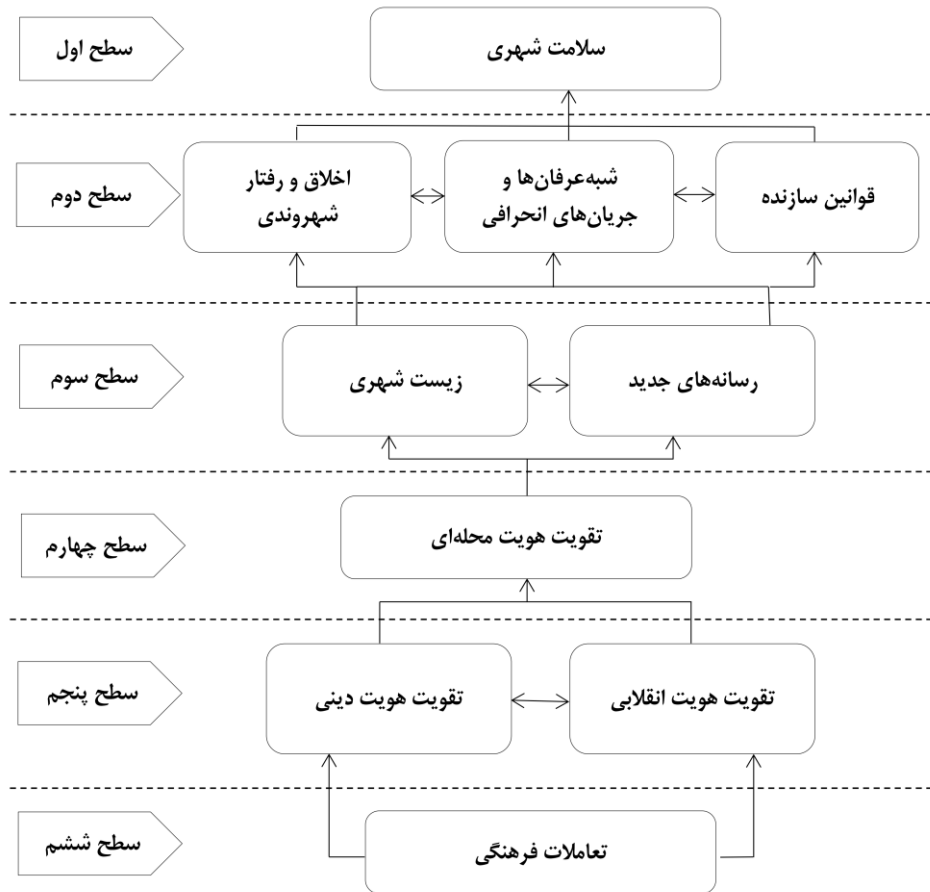 سطح اول
سلامت شهری
سطح دوم
قوانین سازنده
شبه‌عرفان‌ها و
جریان‌های انحرافی
اخلاق و رفتار
شهروندی
سطح سوم
رسانه‌های جدید
زیست شهری
سطح چهارم
تقویت هویت محله‌ای
سطح پنجم
تقویت هویت انقلابی
تقویت هویت دینی
سطح ششم
تعاملات فرهنگی